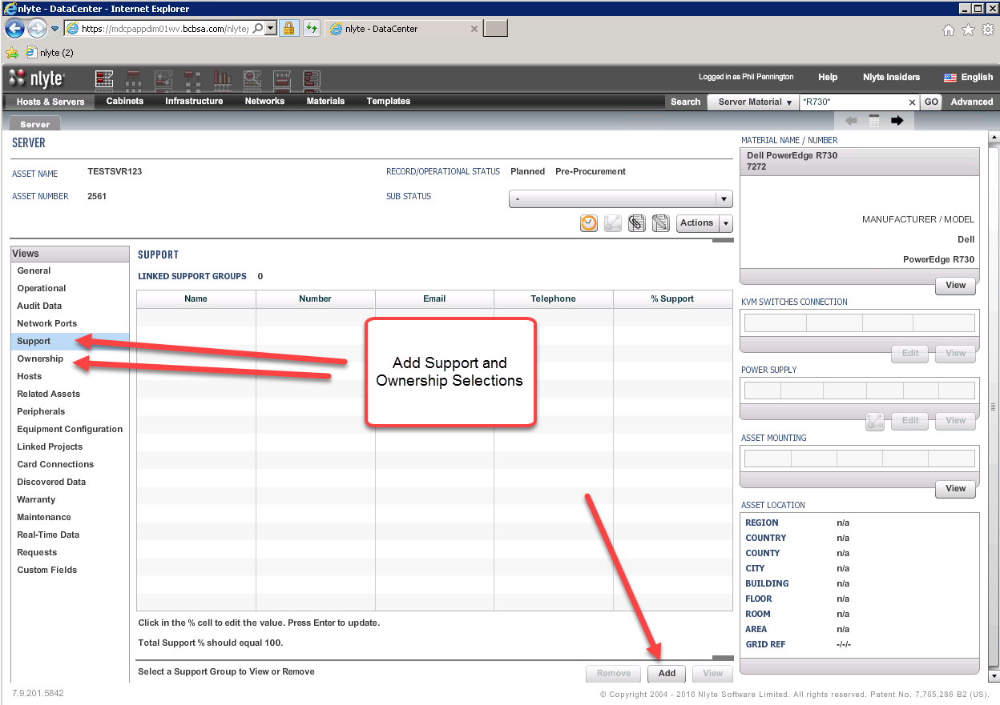 nlyte - DataCenter - Internet Explorer
https://mdcpappdim01wv.bcbsa.com/nlyte/
nlyte - DataCenter
nlyte (2)
nlyte
Logged in as Phil Pennington
Help
Nlyte Insiders
English
Hosts & Servers
Cabinets
Infrastructure
Networks
Materials
Templates
Search
Server Material
*R730*
GO
Advanced
Server
SERVER
ASSET NAME TESTSVR123
RECORD/OPERATIONAL STATUS Planned Pre-Procurement
ASSET NUMBER 2561
SUB STATUS -
Actions
Views
General
Operational
Audit Data
Network Ports
Support
Ownership
Hosts
Related Assets
Peripherals
Equipment Configuration
Linked Projects
Card Connections
Discovered Data
Warranty
Maintenance
Real-Time Data
Requests
Custom Fields
SUPPORT
LINKED SUPPORT GROUPS 0
Name Number Email Telephone % Support
Add Support and
Ownership Selections
Click in the % cell to edit the value. Press Enter to update.
Total Support % should equal 100.
Select a Support Group to View or Remove
Remove Add View
MATERIAL NAME / NUMBER
Dell PowerEdge R730
7272
MANUFACTURER / MODEL
Dell
PowerEdge R730
View
KVM SWITCHES CONNECTION
Edit View
POWER SUPPLY
Edit View
ASSET MOUNTING
View
ASSET LOCATION
REGION n/a
COUNTRY n/a
COUNTY n/a
CITY n/a
BUILDING n/a
FLOOR n/a
ROOM n/a
AREA n/a
GRID REF -/-/-
7.9.201.5842
© Copyright 2004 - 2016 Nlyte Software Limited. All rights reserved. Patent No. 7,765,286 B2 (US).